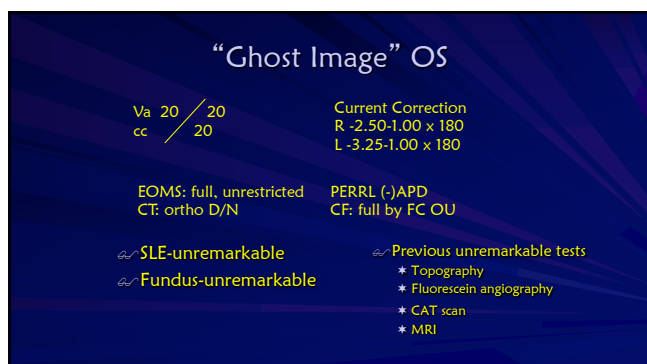 “Ghost Image” OS
Va 20 / 20
cc / 20
Current Correction
R -2.50-1.00 x 180
L -3.25-1.00 x 180
EOMS: full, unrestricted
CT: ortho D/N
PERRL (-)APD
CF: full by FC OU
SLE-unremarkable
Fundus-unremarkable
Previous unremarkable tests
Topography
Fluorescein angiography
CAT scan
MRI